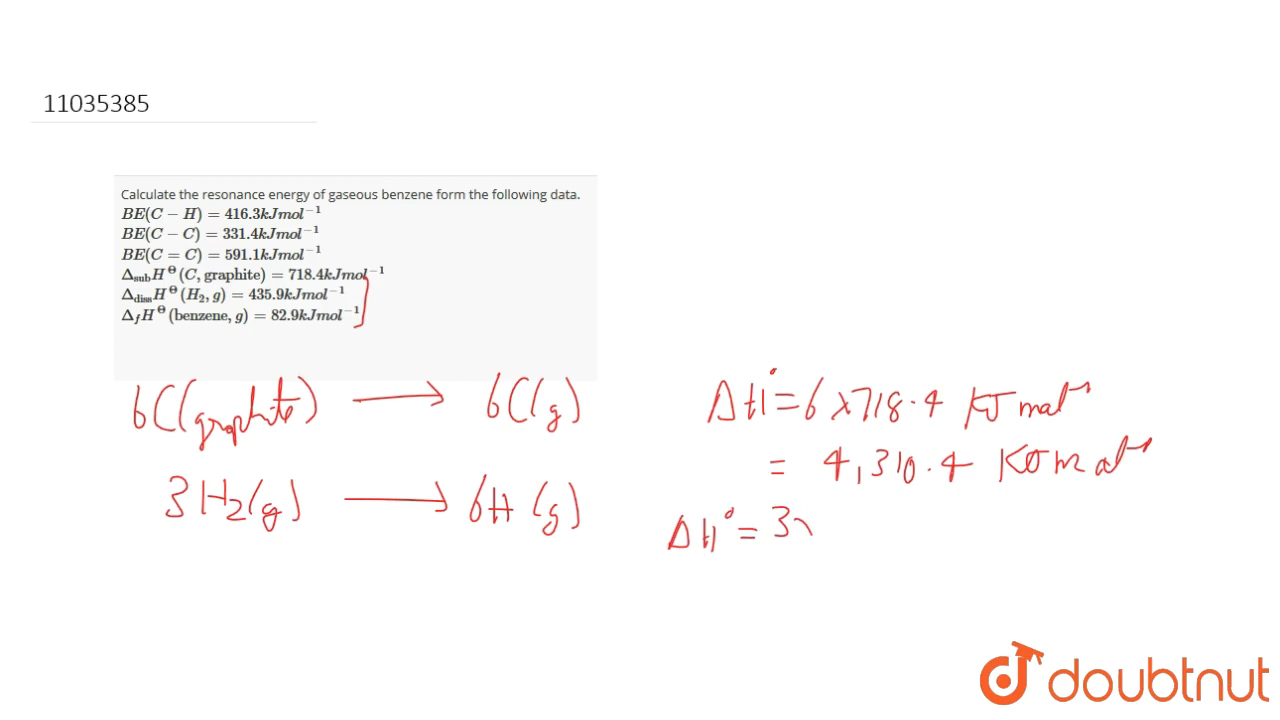 11035385
Calculate the resonance energy of gaseous benzene form the following data.
BE(C − H) = 416.3kJmol⁻¹
BE(C − C) = 331.4kJmol⁻¹
BE(C = C) = 591.1kJmol⁻¹
Δ_sub H^Θ (C, graphite) = 718.4kJmol⁻¹
Δ_diss H^Θ (H₂, g) = 435.9kJmol⁻¹
Δ_f H^Θ (benzene, g) = 82.9kJmol⁻¹
6C(graphite) → 6C(g) ΔH° = 6×718.4 KJ mol⁻¹
= 4,310.4 KJ mol⁻¹
3H₂(g) → 6H (g) ΔH° = 3×
doubtnut